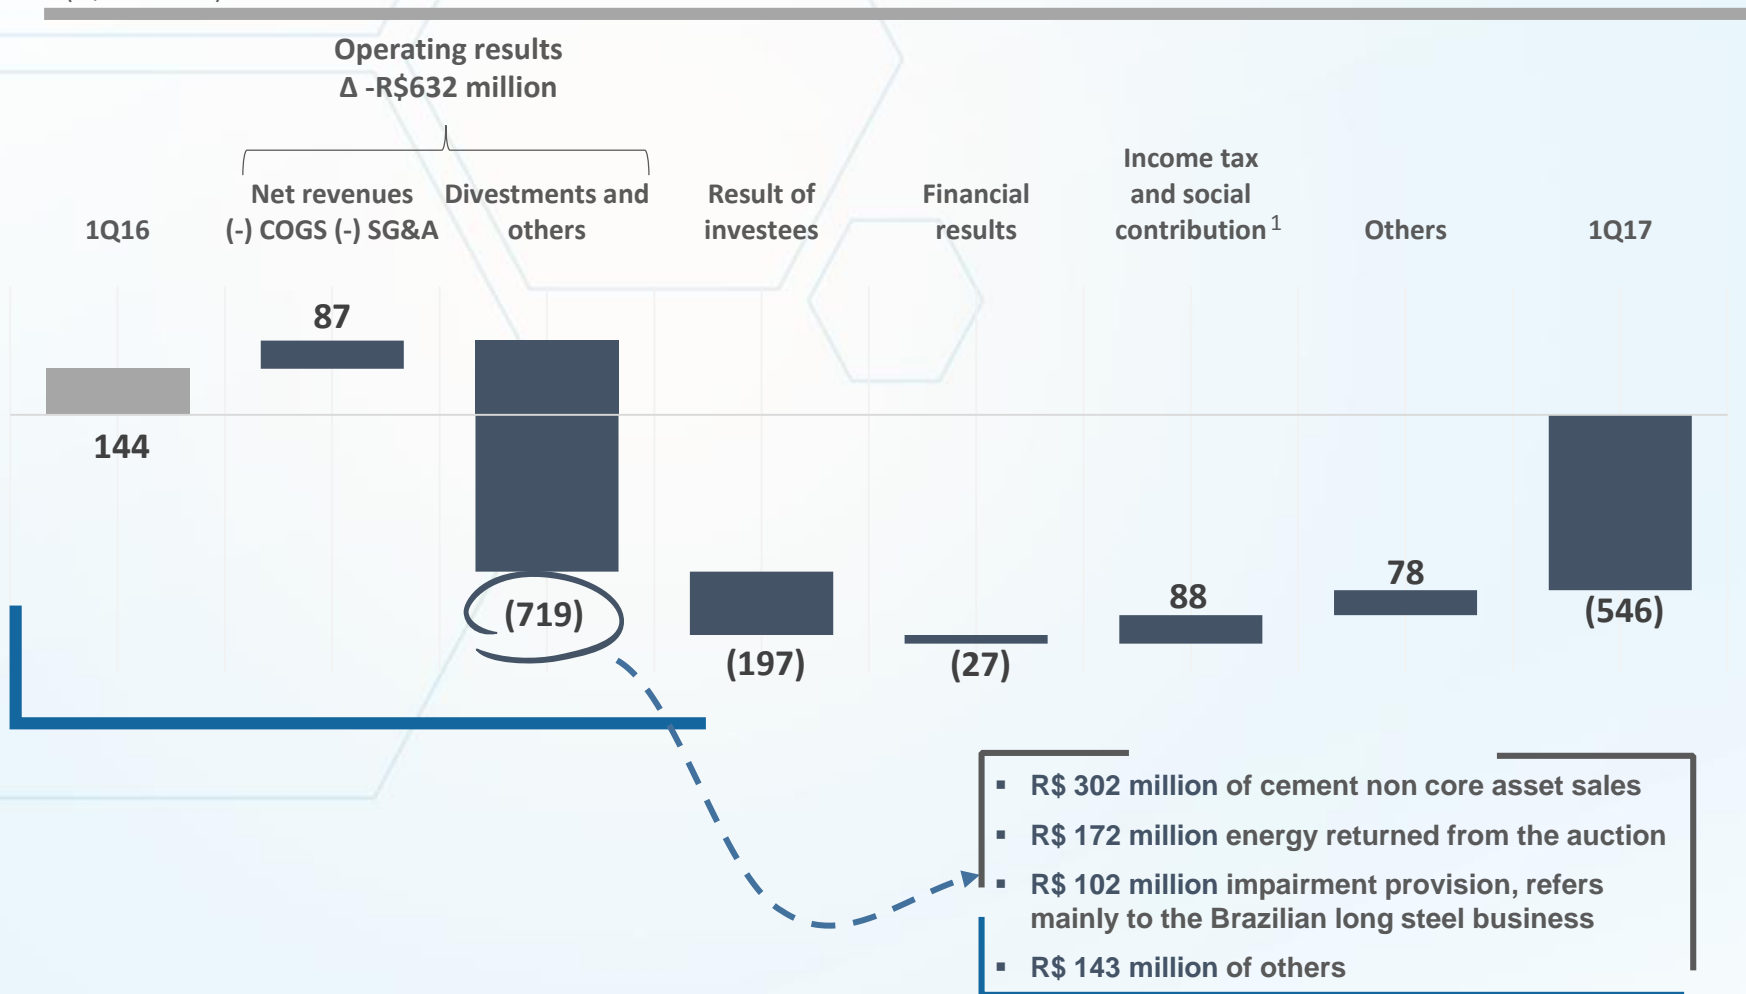 Operating results
Δ -R$632 million
1Q16
Net revenues
(-) COGS (-) SG&A
Divestments and
others
Result of
investees
Financial
results
Income tax
and social
contribution 1
Others
1Q17
144
87
(719)
(197)
(27)
88
78
(546)
▪ R$ 302 million of cement non core asset sales
▪ R$ 172 million energy returned from the auction
▪ R$ 102 million impairment provision, refers
mainly to the Brazilian long steel business
▪ R$ 143 million of others